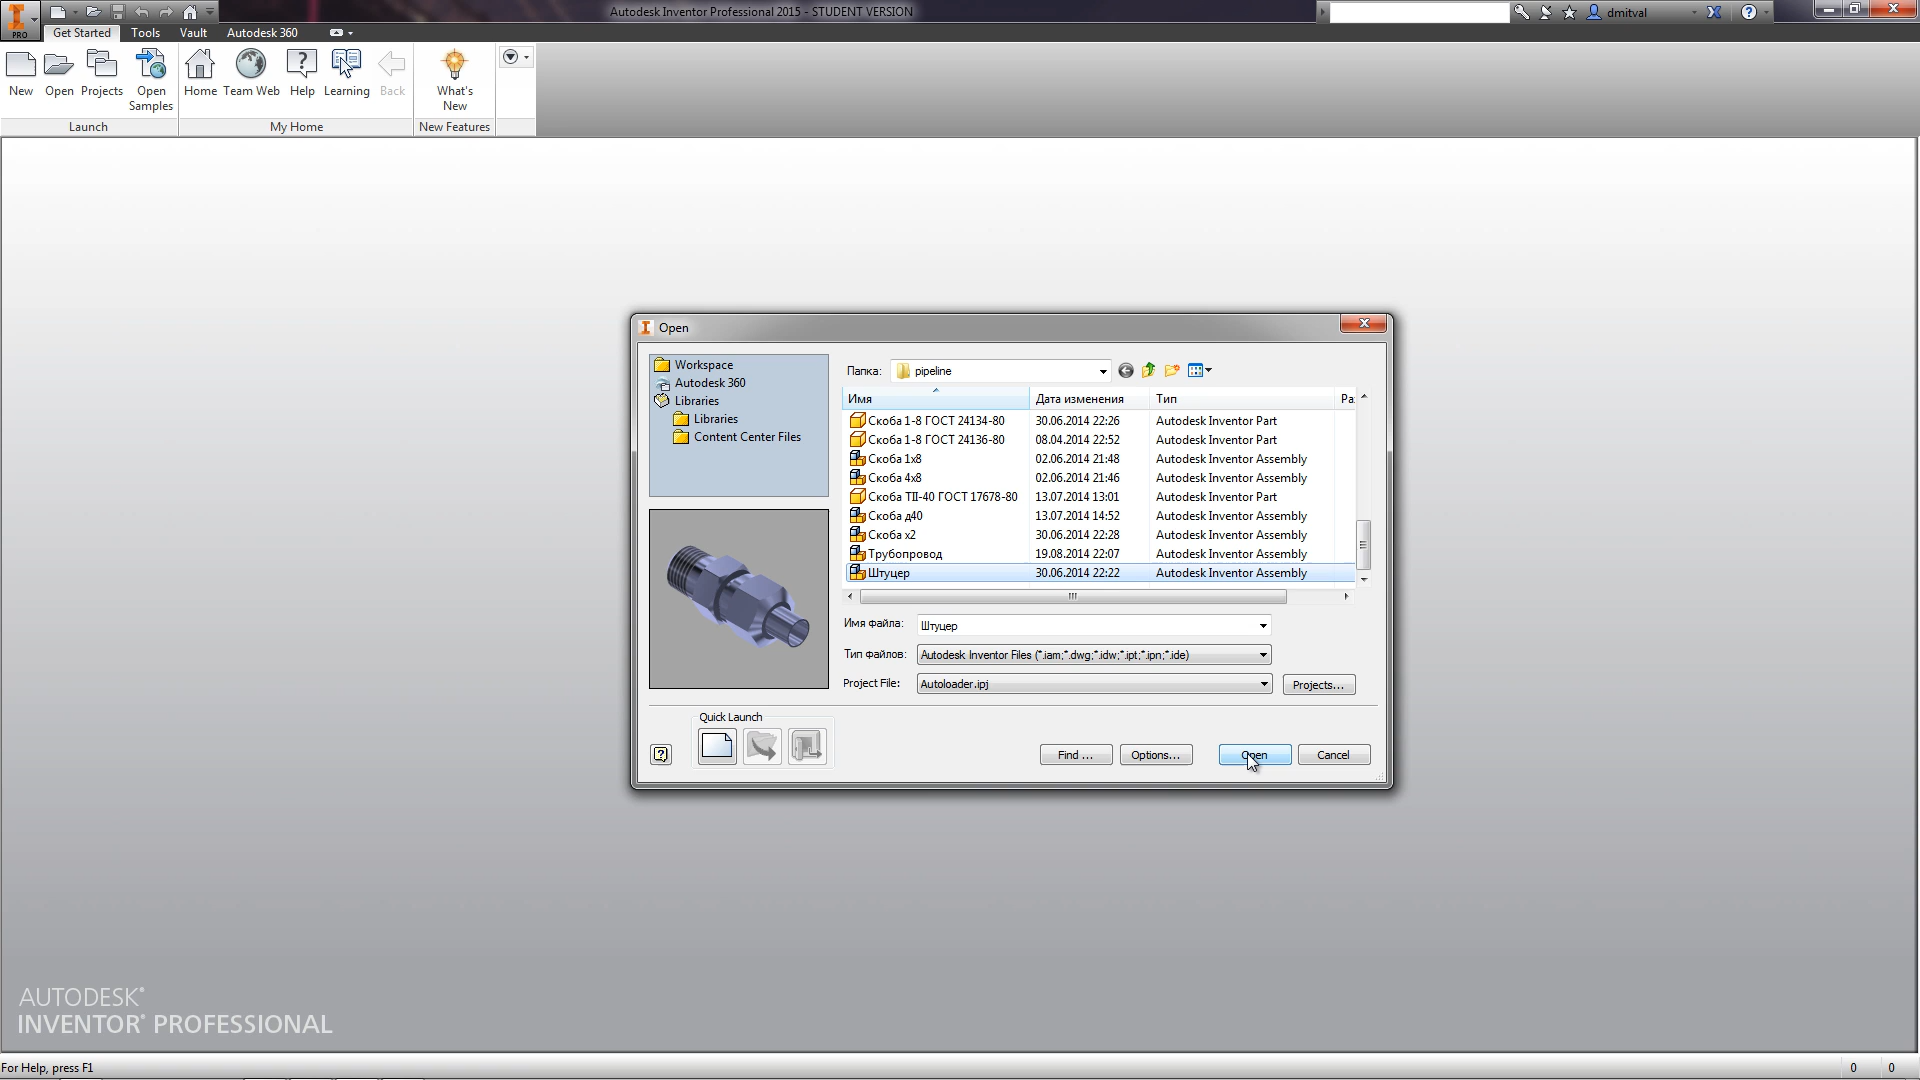 Autodesk Inventor Professional 2015 - STUDENT VERSION
dmitval
PRO
Get Started
Tools
Vault
Autodesk 360
New
Open
Projects
Open Samples
Home
Team Web
Help
Learning
Back
What's New
Launch
My Home
New Features
Open
Workspace
Autodesk 360
Libraries
Libraries
Content Center Files
Папка:
pipeline
Имя
Дата изменения
Тип
Ра
Скоба 1-8 ГОСТ 24134-80 30.06.2014 22:26 Autodesk Inventor Part
Скоба 1-8 ГОСТ 24136-80 08.04.2014 22:52 Autodesk Inventor Part
Скоба 1x8 02.06.2014 21:48 Autodesk Inventor Assembly
Скоба 4x8 02.06.2014 21:46 Autodesk Inventor Assembly
Скоба TII-40 ГОСТ 17678-80 13.07.2014 13:01 Autodesk Inventor Part
Скоба д40 13.07.2014 14:52 Autodesk Inventor Assembly
Скоба x2 30.06.2014 22:28 Autodesk Inventor Assembly
Трубопровод 19.08.2014 22:07 Autodesk Inventor Assembly
Штуцер 30.06.2014 22:22 Autodesk Inventor Assembly
Имя файла: Штуцер
Тип файлов: Autodesk Inventor Files (*.iam;*.dwg;*.idw;*.ipt;*.ipn;*.ide)
Project File: Autoloader.ipj
Projects...
Quick Launch
Find ...
Options...
Open
Cancel
AUTODESK®
INVENTOR® PROFESSIONAL
For Help, press F1
0
0